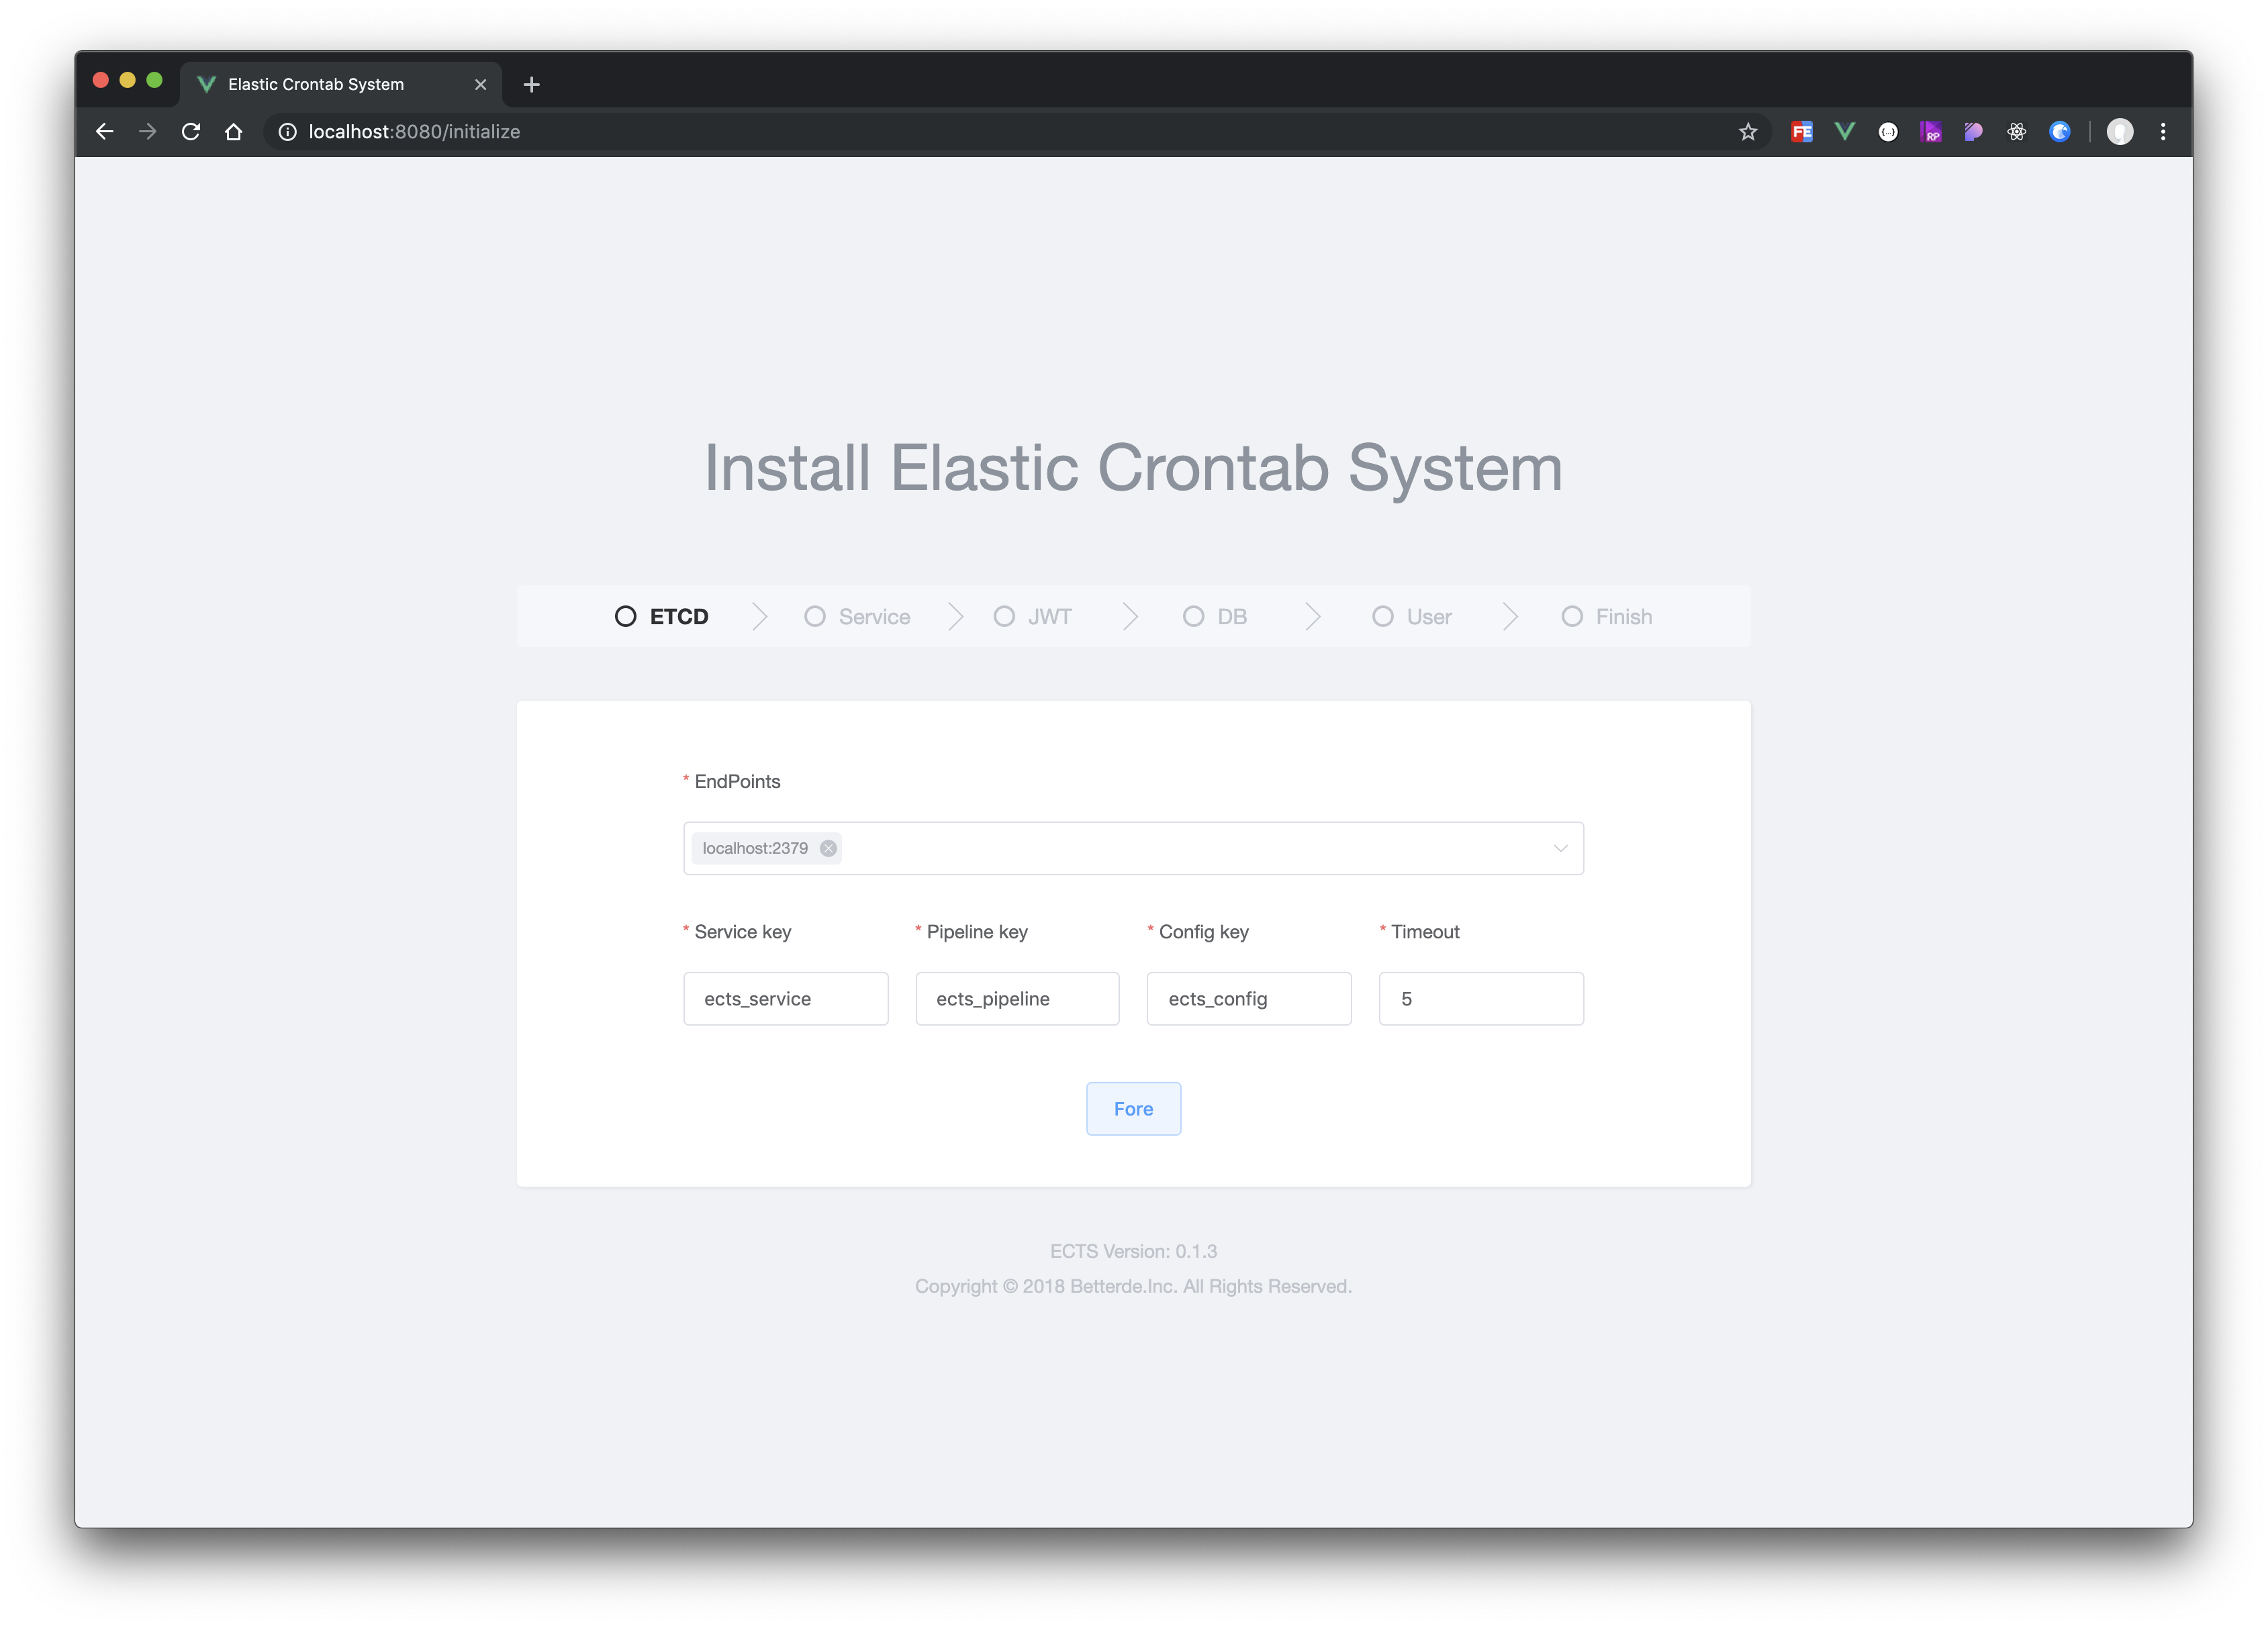 Elastic Crontab System
localhost:8080/initialize
FE
RP
Install Elastic Crontab System
ETCD
Service
JWT
DB
User
Finish
* EndPoints
localhost:2379
* Service key
* Pipeline key
* Config key
* Timeout
ects_service
ects_pipeline
ects_config
5
Fore
ECTS Version: 0.1.3
Copyright © 2018 Betterde.Inc. All Rights Reserved.